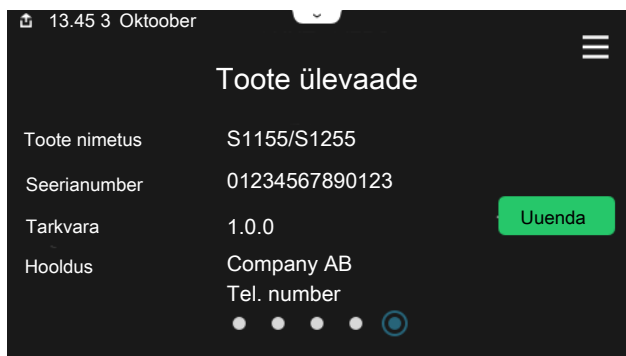 13.45 3 Oktoober
Toote ülevaade
Toote nimetus S1155/S1255
Seerianumber 01234567890123
Tarkvara 1.0.0 Uuenda
Hooldus Company AB
Tel. number